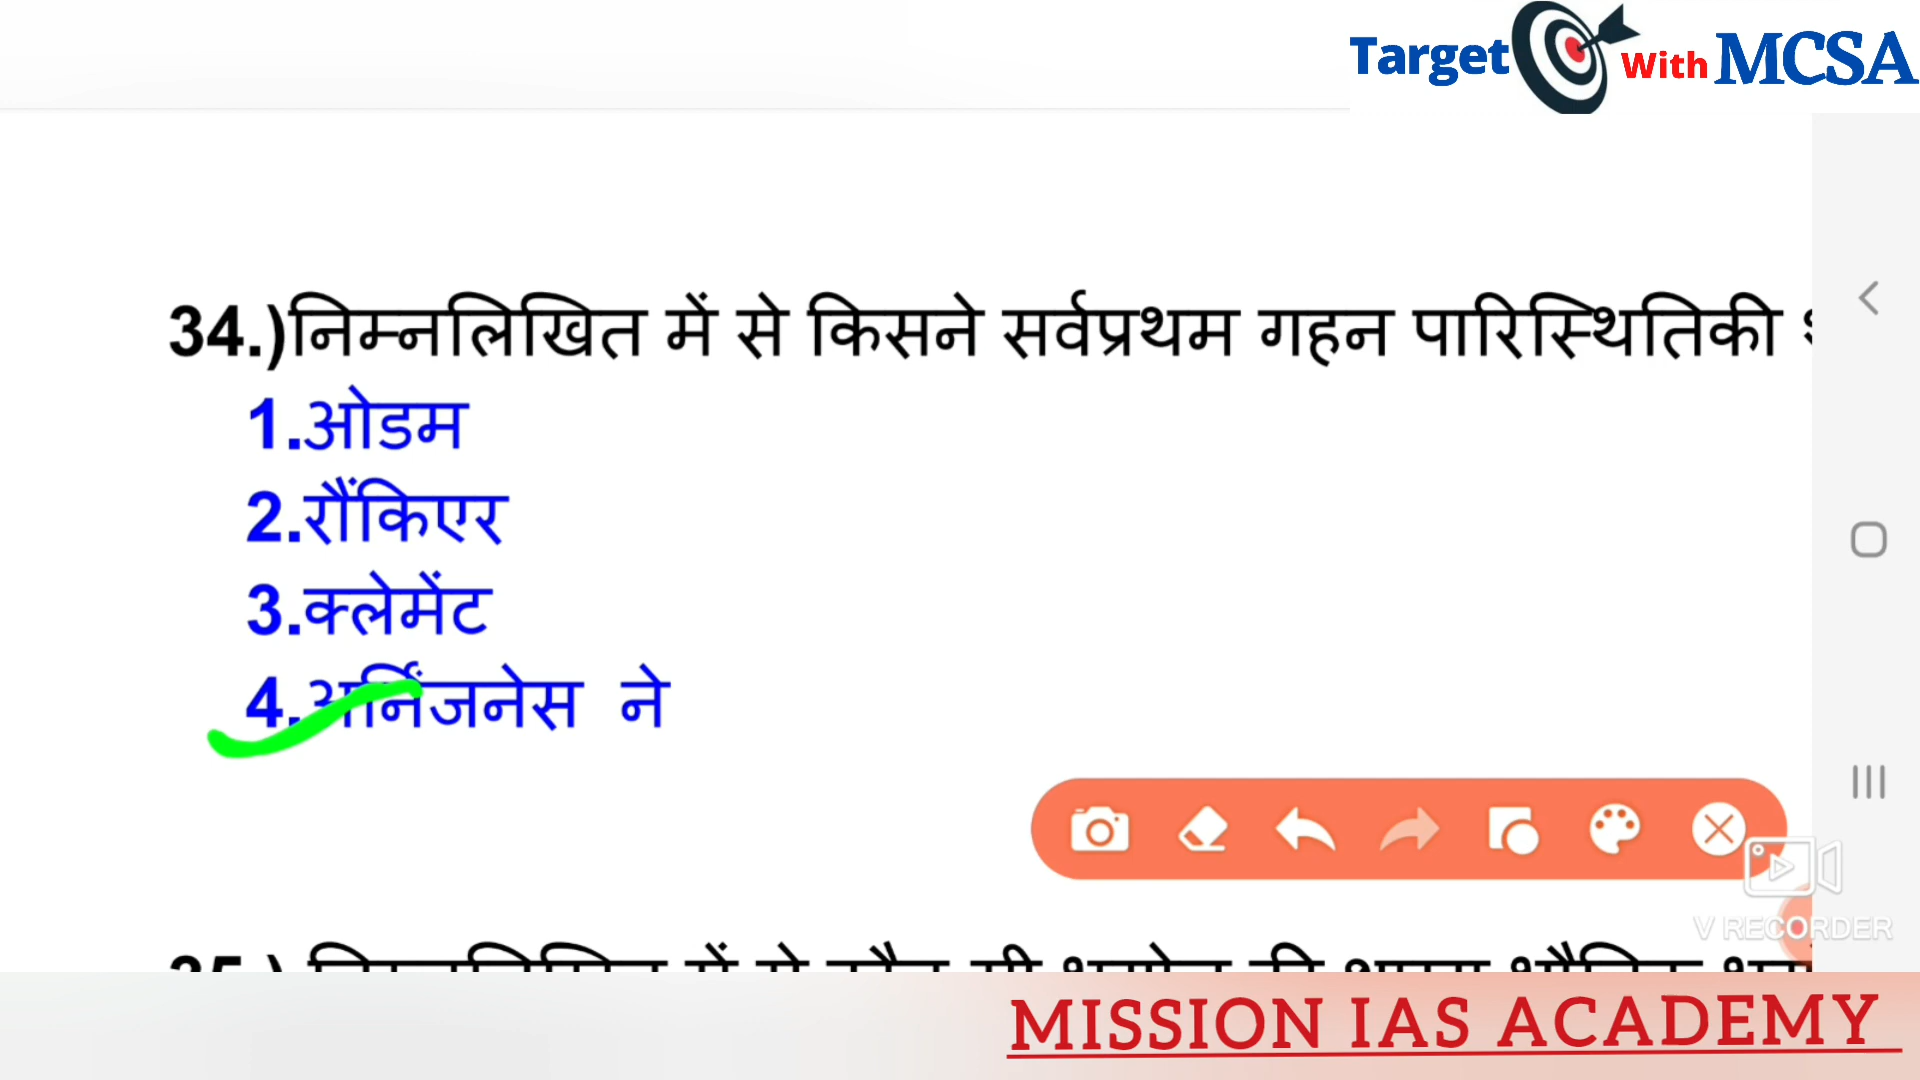 Target With MCSA
34.)निम्नलिखित में से किसने सर्वप्रथम गहन पारिस्थितिकी
1.ओडम
2.रौंकिएर
3.क्लेमेंट
4.अर्निंजनेस ने
V RECORDER
MISSION IAS ACADEMY